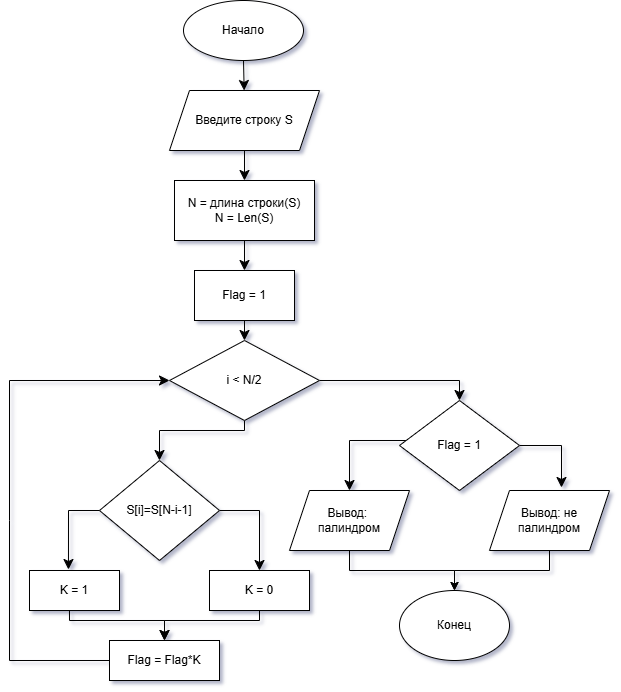 Начало
Введите строку S
N = длина строки(S)
N = Len(S)
Flag = 1
i < N/2
Flag = 1
S[i]=S[N-i-1]
Вывод:
палиндром
Вывод: не
палиндром
K = 1
K = 0
Конец
Flag = Flag*K